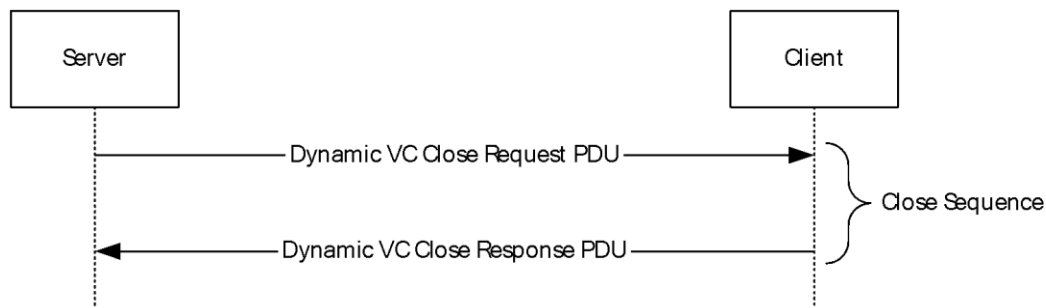 Server
Client
Dynamic VC Close Request PDU
Close Sequence
Dynamic VC Close Response PDU